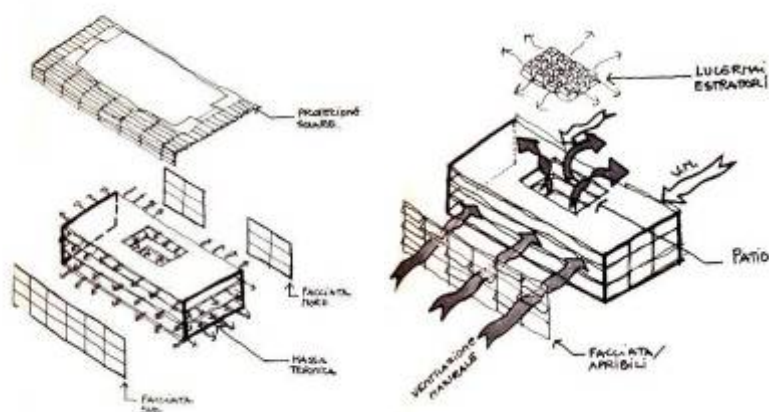 PROTEZIONE
SOLARE
FACCIATA
NORD
MASSA
TERMICA
FACCIATA
SUD
LUCERNAI
ESTRATTORI
V.M.
PATIO
FACCIATA/
APRIBILI
VENTILAZIONE
NATURALE